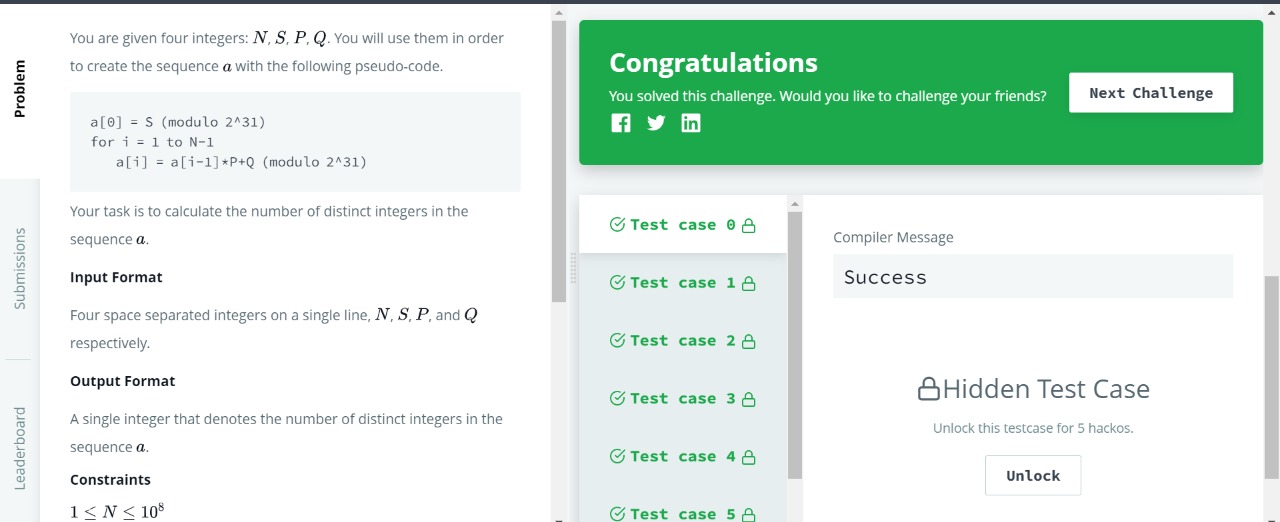 Problem
Submissions
Leaderboard
You are given four integers: N, S, P, Q. You will use them in order
to create the sequence a with the following pseudo-code.
a[0] = S (modulo 2^31)
for i = 1 to N-1
a[i] = a[i-1]*P+Q (modulo 2^31)
Your task is to calculate the number of distinct integers in the
sequence a.
Input Format
Four space separated integers on a single line, N, S, P, and Q
respectively.
Output Format
A single integer that denotes the number of distinct integers in the
sequence a.
Constraints
1 ≤ N ≤ 10⁸
Congratulations
You solved this challenge. Would you like to challenge your friends?
Next Challenge
Test case 0
Test case 1
Test case 2
Test case 3
Test case 4
Test case 5
Compiler Message
Success
Hidden Test Case
Unlock this testcase for 5 hackos.
Unlock